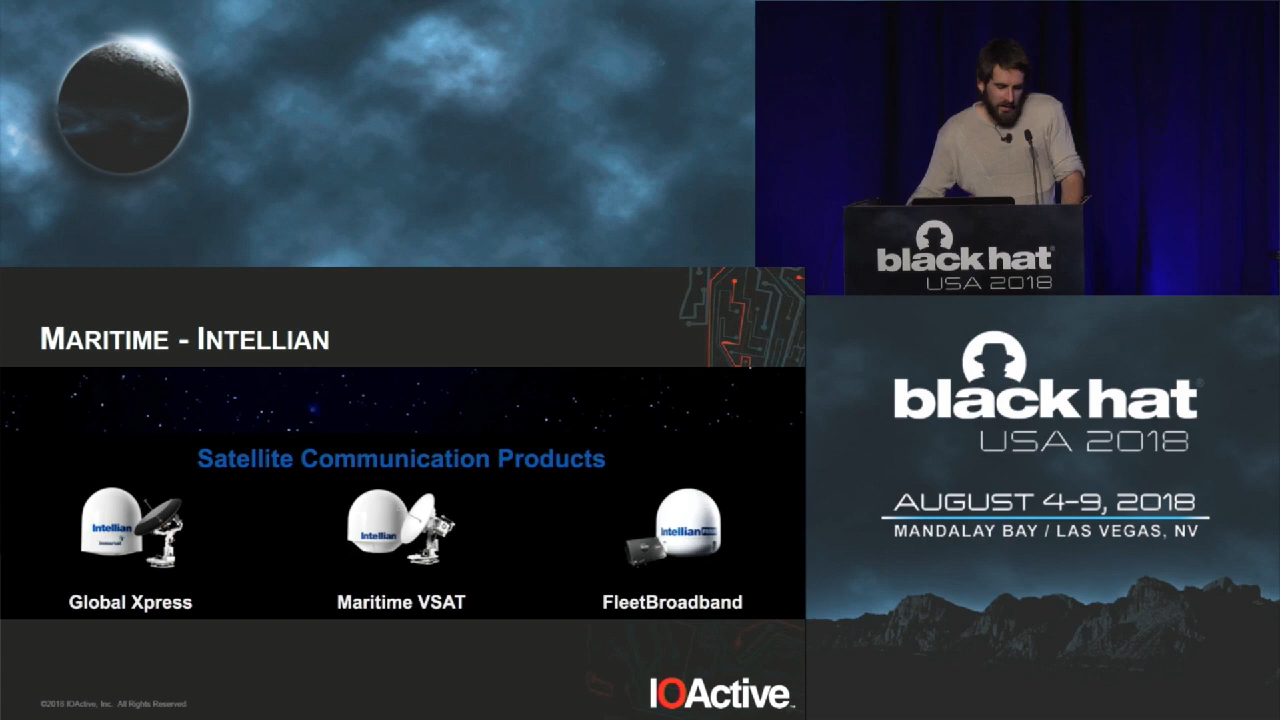 black hat
USA 2018
MARITIME - INTELLIAN
Satellite Communication Products
Intellian
inmarsat
Intellian
intellian
Global Xpress
Maritime VSAT
FleetBroadband
©2018 IOActive, Inc. All Rights Reserved
IOActive
black hat
USA 2018
AUGUST 4-9, 2018
MANDALAY BAY / LAS VEGAS, NV